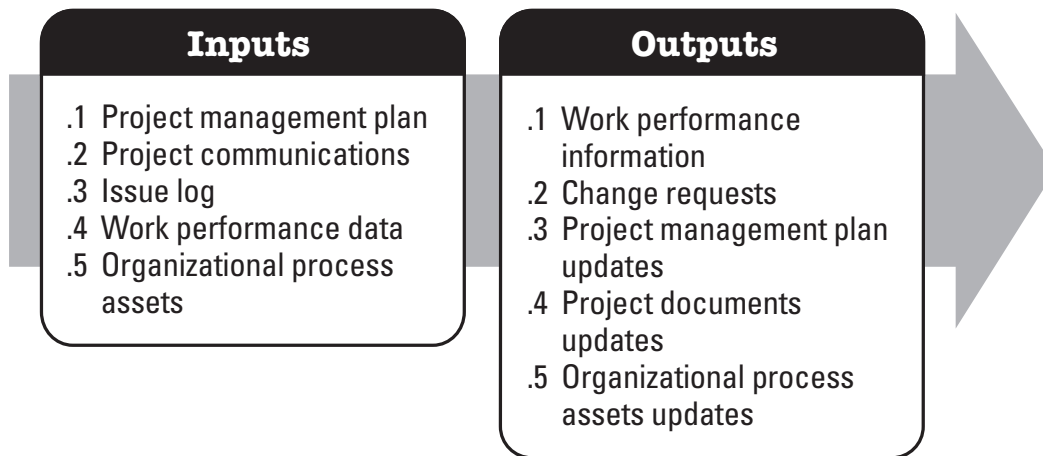 Inputs
.1 Project management plan
.2 Project communications
.3 Issue log
.4 Work performance data
.5 Organizational process
assets
Outputs
.1 Work performance
information
.2 Change requests
.3 Project management plan
updates
.4 Project documents
updates
.5 Organizational process
assets updates